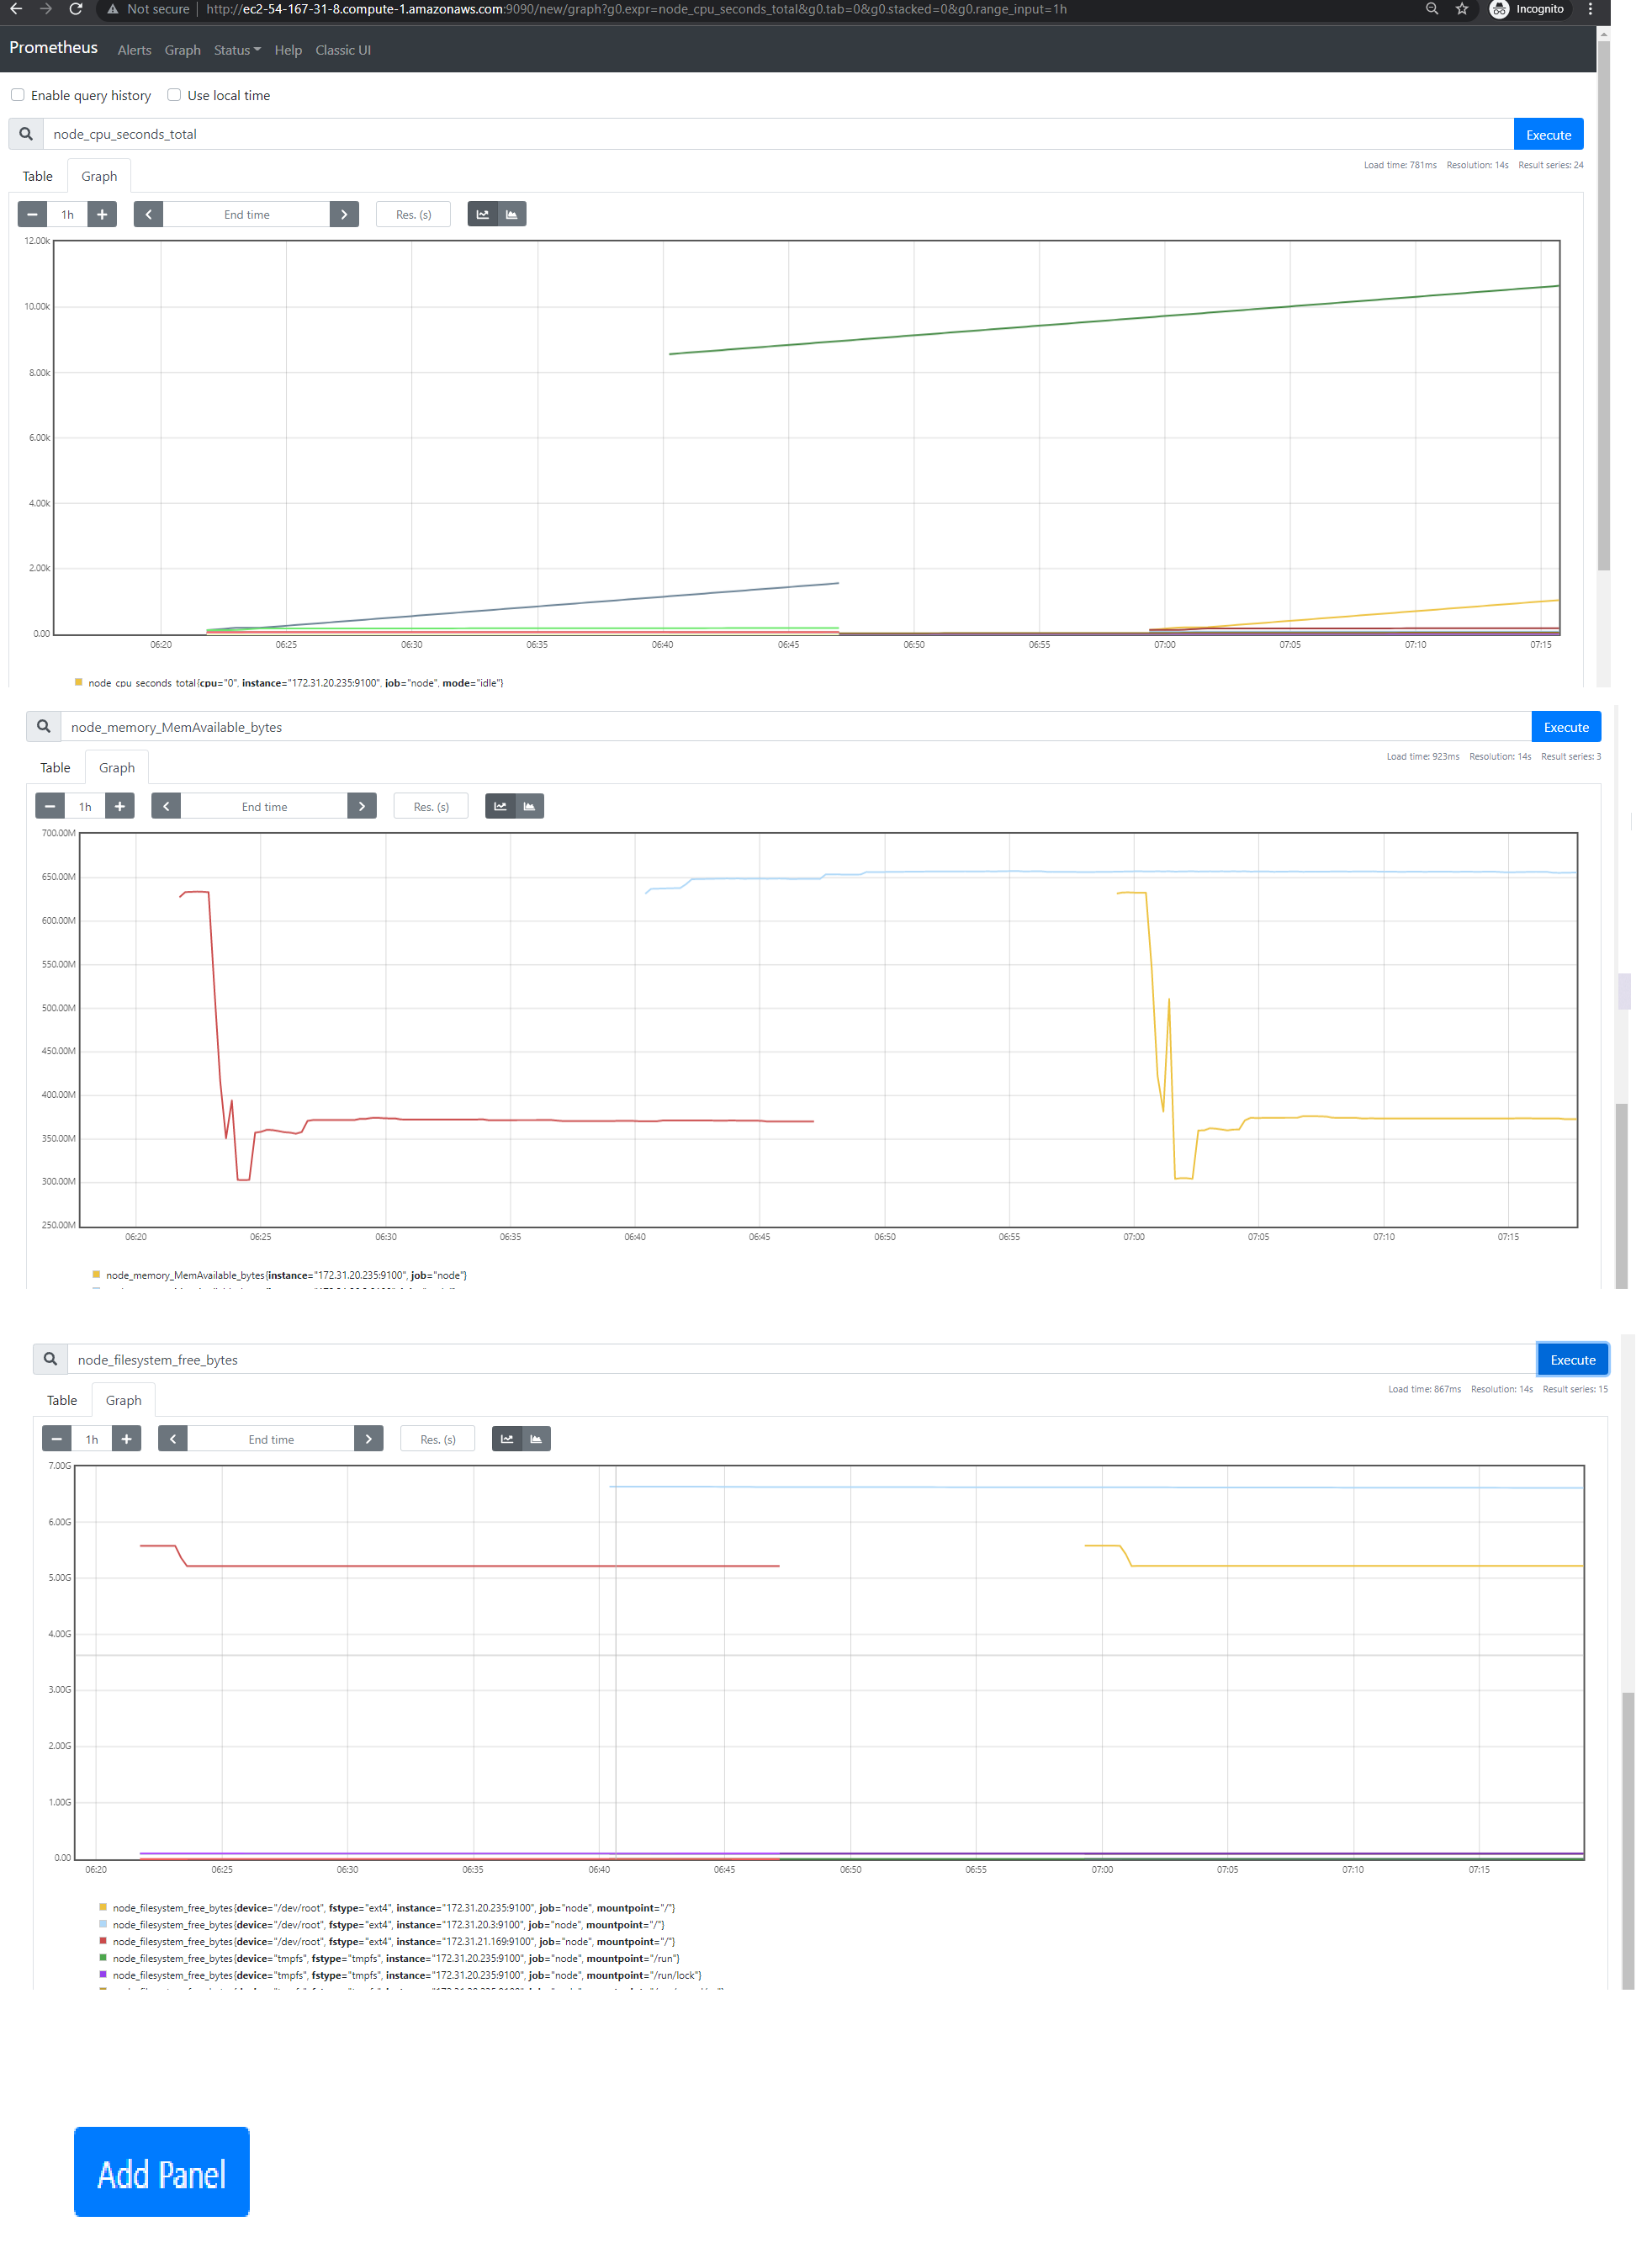 Not secure | http://ec2-54-167-31-8.compute-1.amazonaws.com:9090/new/graph?g0.expr=node_cpu_seconds_total&g0.tab=0&g0.stacked=0&g0.range_input=1h Incognito
Prometheus Alerts Graph Status Help Classic UI
Enable query history Use local time
node_cpu_seconds_total Execute
Load time: 781ms Resolution: 14s Result series: 24
Table Graph
1h End time Res. (s)
12.00k
10.00k
8.00k
6.00k
4.00k
2.00k
0.00
06:20 06:25 06:30 06:35 06:40 06:45 06:50 06:55 07:00 07:05 07:10 07:15
node_cpu_seconds_total{cpu="0", instance="172.31.20.235:9100", job="node", mode="idle"}
node_memory_MemAvailable_bytes Execute
Load time: 923ms Resolution: 14s Result series: 3
Table Graph
1h End time Res. (s)
700.00M
650.00M
600.00M
550.00M
500.00M
450.00M
400.00M
350.00M
300.00M
250.00M
06:20 06:25 06:30 06:35 06:40 06:45 06:50 06:55 07:00 07:05 07:10 07:15
node_memory_MemAvailable_bytes{instance="172.31.20.235:9100", job="node"}
node_filesystem_free_bytes Execute
Load time: 867ms Resolution: 14s Result series: 15
Table Graph
1h End time Res. (s)
7.00G
6.00G
5.00G
4.00G
3.00G
2.00G
1.00G
0.00
06:20 06:25 06:30 06:35 06:40 06:45 06:50 06:55 07:00 07:05 07:10 07:15
node_filesystem_free_bytes{device="/dev/root", fstype="ext4", instance="172.31.20.235:9100", job="node", mountpoint="/"}
node_filesystem_free_bytes{device="/dev/root", fstype="ext4", instance="172.31.20.3:9100", job="node", mountpoint="/"}
node_filesystem_free_bytes{device="/dev/root", fstype="ext4", instance="172.31.21.169:9100", job="node", mountpoint="/"}
node_filesystem_free_bytes{device="tmpfs", fstype="tmpfs", instance="172.31.20.235:9100", job="node", mountpoint="/run"}
node_filesystem_free_bytes{device="tmpfs", fstype="tmpfs", instance="172.31.20.235:9100", job="node", mountpoint="/run/lock"}
Add Panel